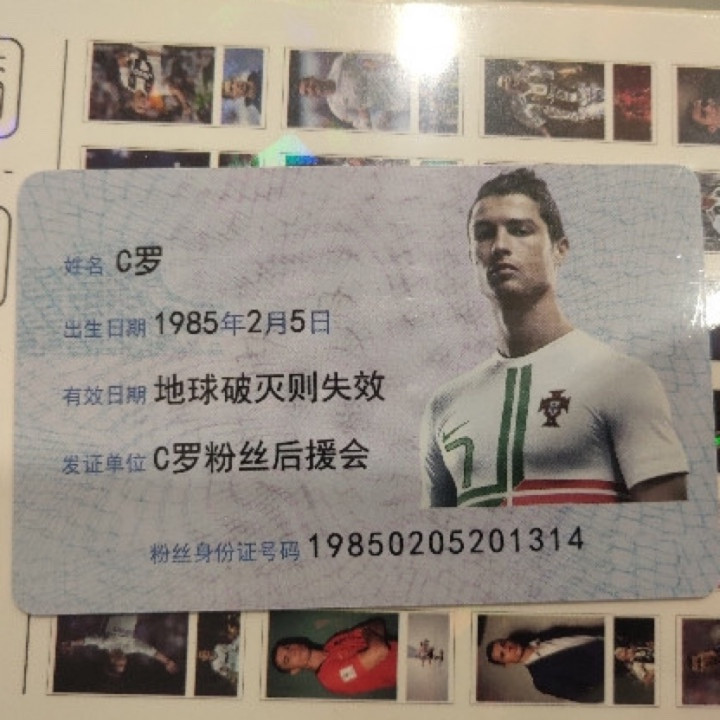 姓名 C罗
出生日期 1985年2月5日
有效日期 地球破灭则失效
发证单位 C罗粉丝后援会
粉丝身份证号码 19850205201314